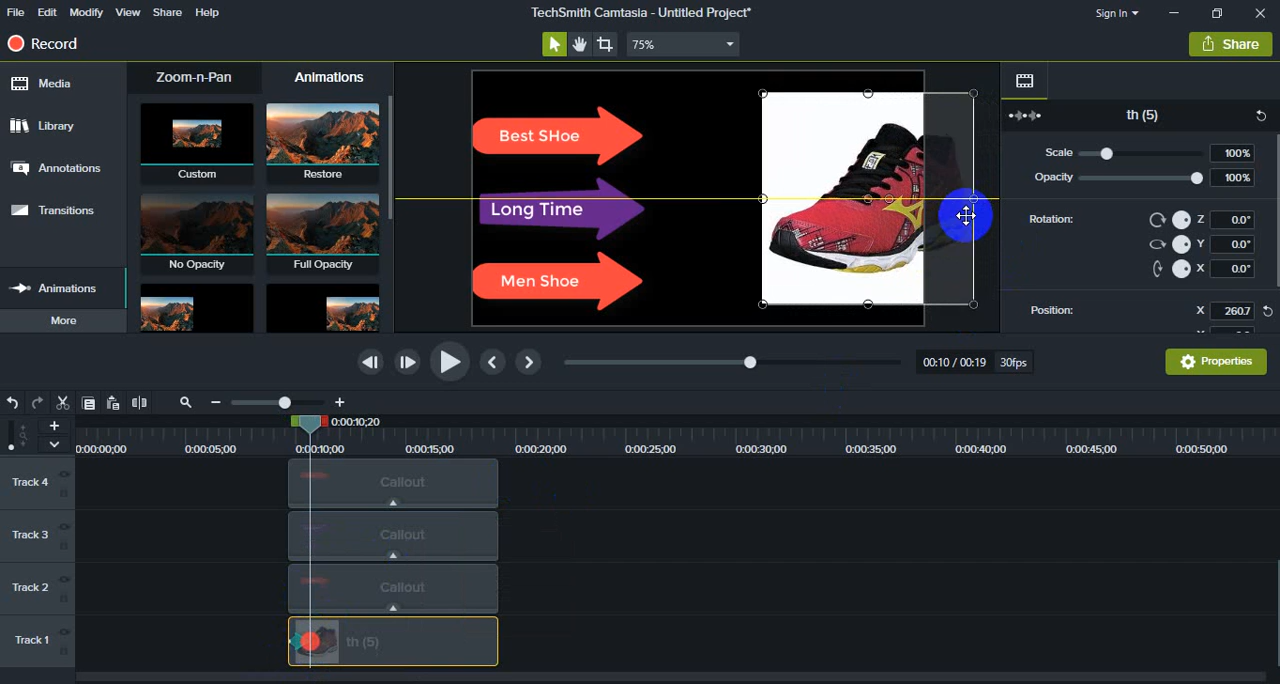 File Edit Modify View Share Help
TechSmith Camtasia - Untitled Project*
Sign In
Record
75%
Share
Media
Library
Annotations
Transitions
Animations
More
Zoom-n-Pan
Animations
Custom
Restore
No Opacity
Full Opacity
Best SHoe
Long Time
Men Shoe
th (5)
Scale 100%
Opacity 100%
Rotation: Z 0.0°
Y 0.0°
X 0.0°
Position: X 260.7
00:10 / 00:19 30fps
Properties
0:00:10;20
0:00:00;00 0:00:05;00 0:00:10;00 0:00:15;00 0:00:20;00 0:00:25;00 0:00:30;00 0:00:35;00 0:00:40;00 0:00:45;00 0:00:50;00
Track 4 Callout
Track 3 Callout
Track 2 Callout
Track 1 th (5)